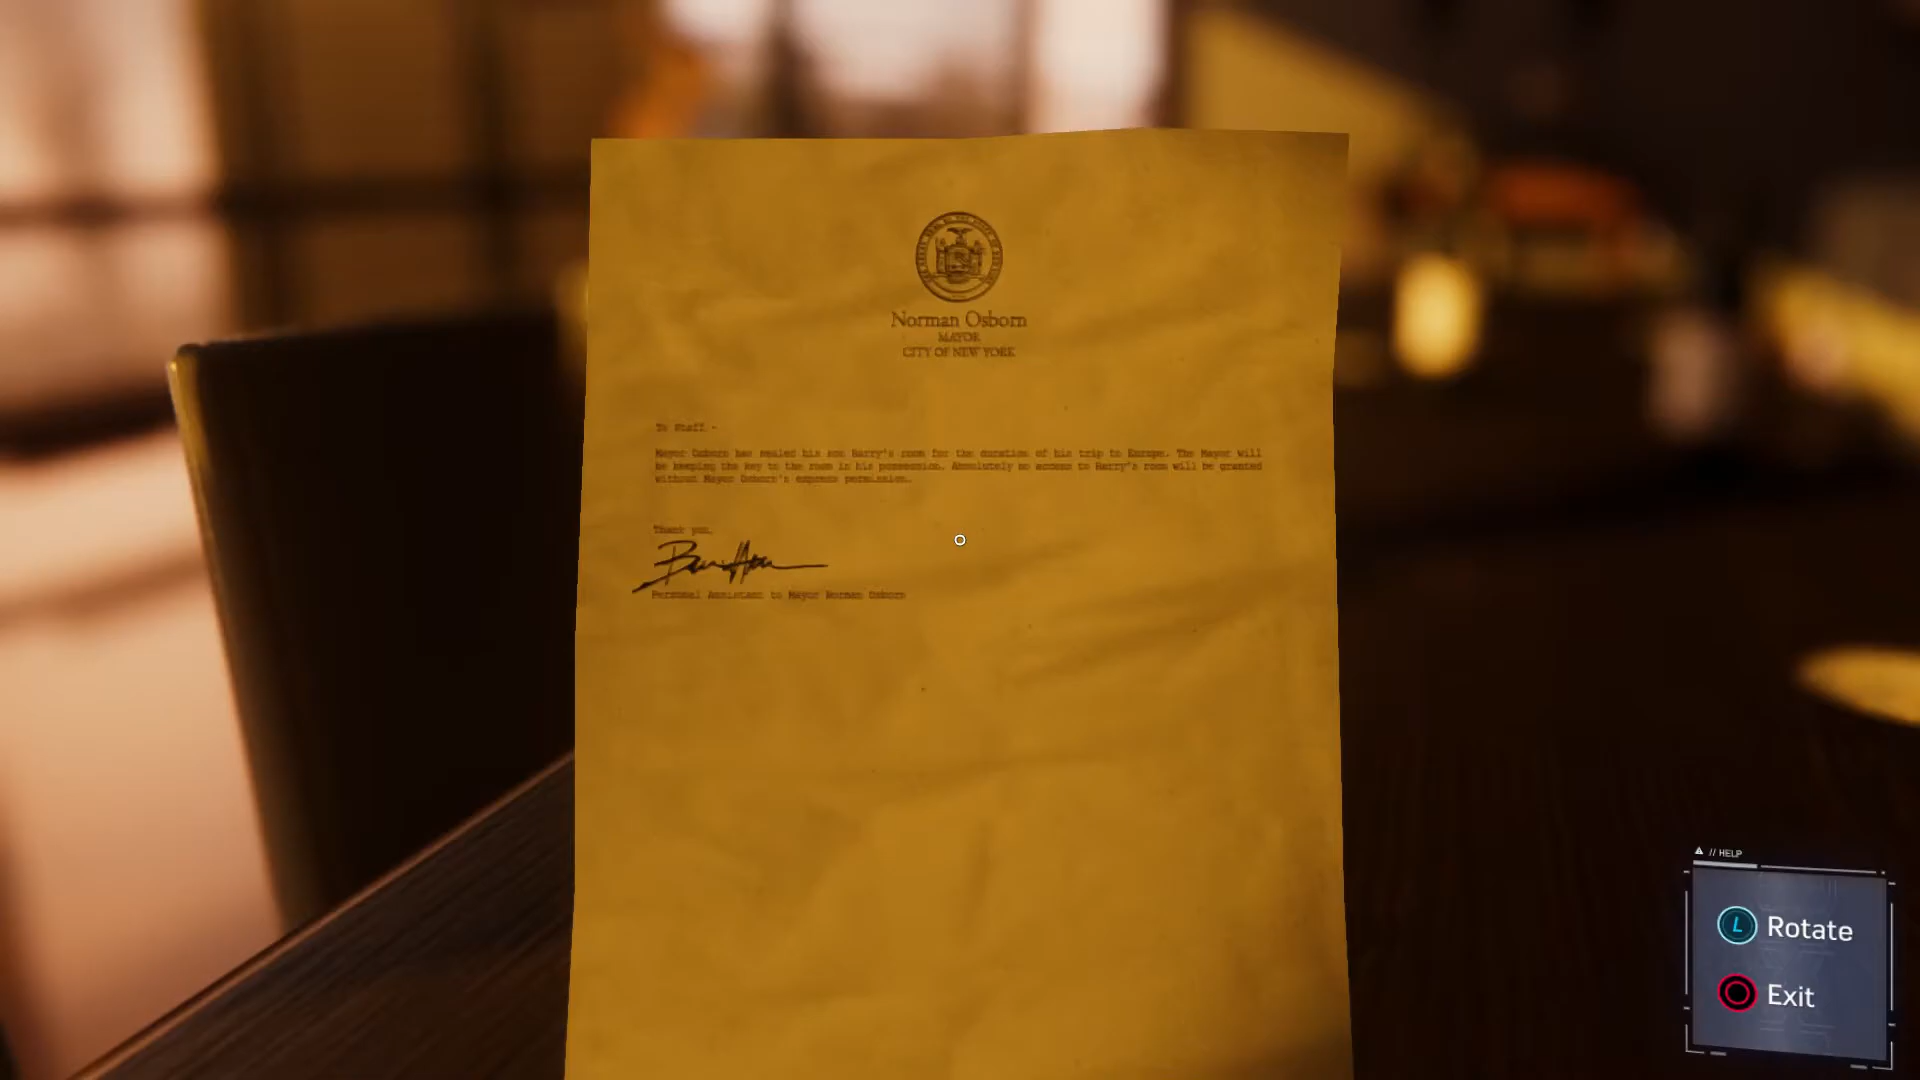 Norman Osborn
MAYOR
CITY OF NEW YORK
To Staff -
Mayor Osborn has sealed his son Harry's room for the duration of his trip to Europe. The Mayor will
be keeping the key to the room in his possession. Absolutely no access to Harry's room will be granted
without Mayor Osborn's express permission.
Thank you,
Personal Assistant to Mayor Norman Osborn
// HELP
L Rotate
Exit